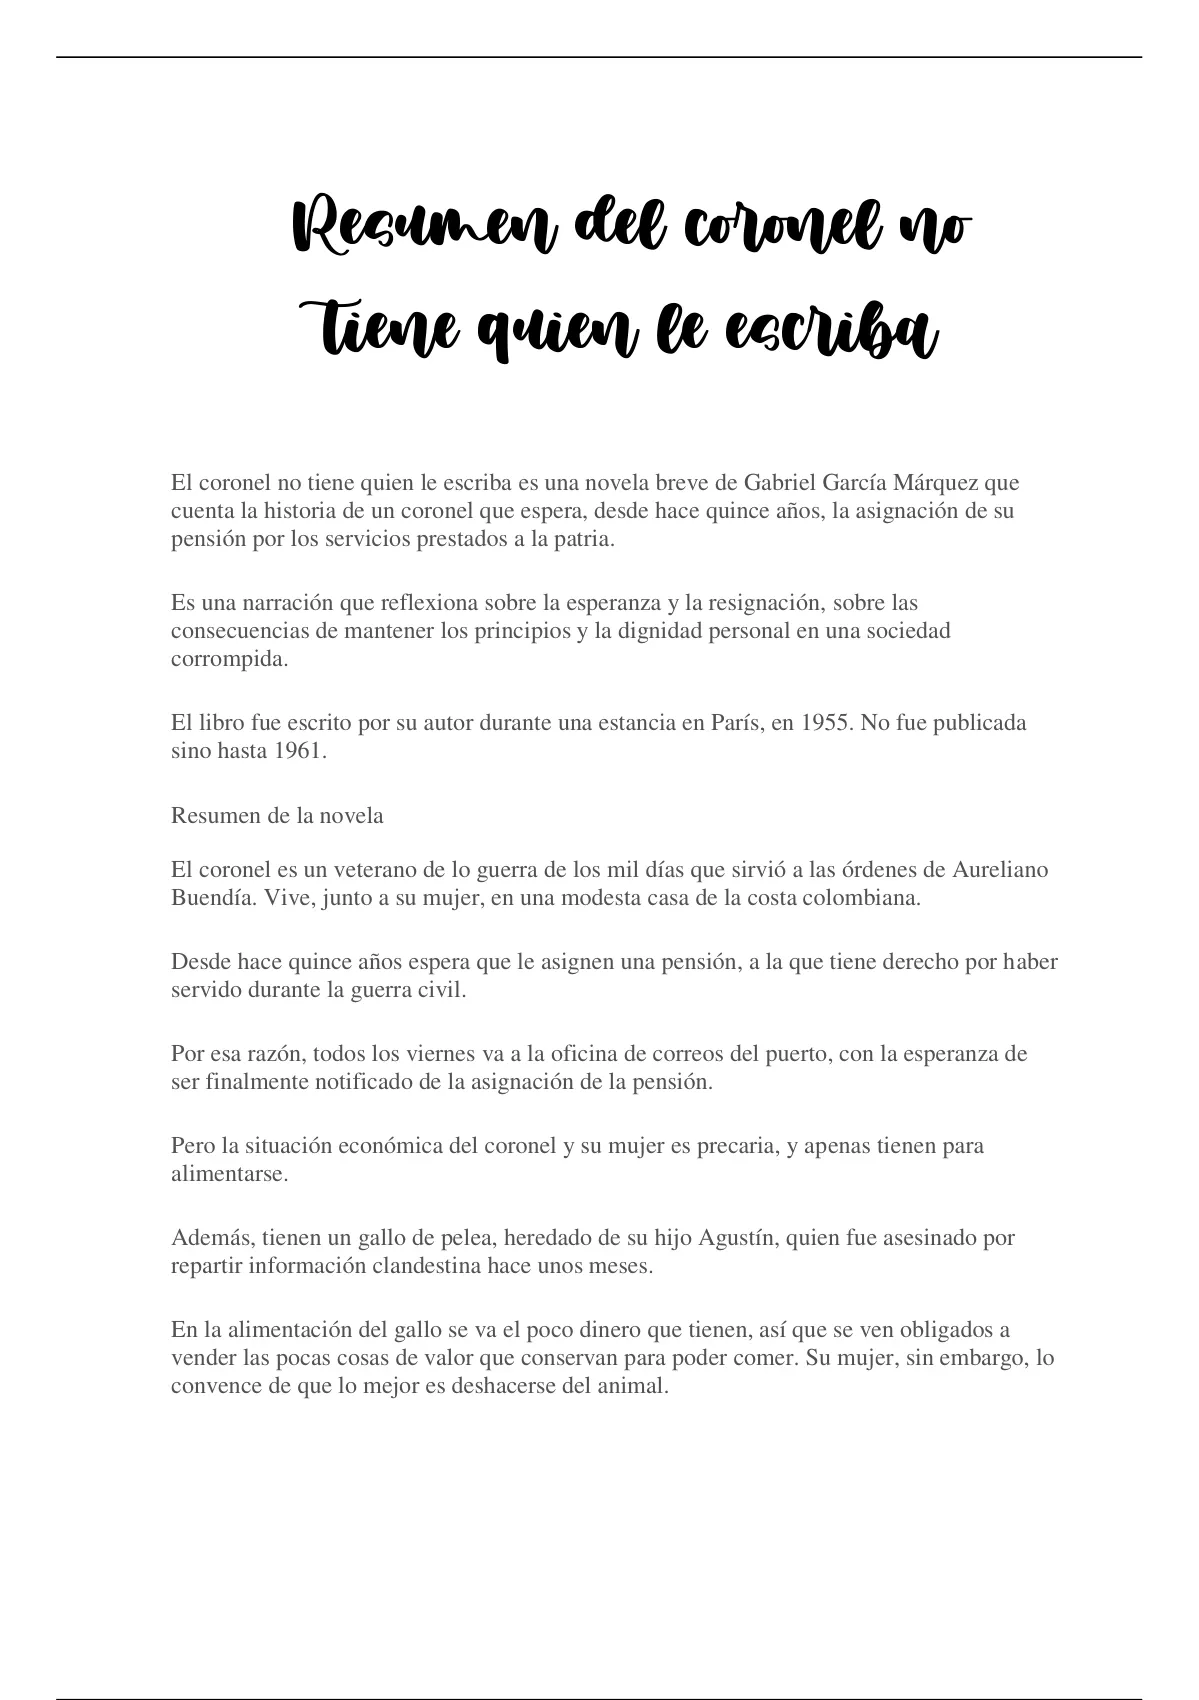 Resumen del coronel no
tiene quien le escriba
El coronel no tiene quien le escriba es una novela breve de Gabriel García Márquez que
cuenta la historia de un coronel que espera, desde hace quince años, la asignación de su
pensión por los servicios prestados a la patria.
Es una narración que reflexiona sobre la esperanza y la resignación, sobre las
consecuencias de mantener los principios y la dignidad personal en una sociedad
corrompida.
El libro fue escrito por su autor durante una estancia en París, en 1955. No fue publicada
sino hasta 1961.
Resumen de la novela
El coronel es un veterano de lo guerra de los mil días que sirvió a las órdenes de Aureliano
Buendía. Vive, junto a su mujer, en una modesta casa de la costa colombiana.
Desde hace quince años espera que le asignen una pensión, a la que tiene derecho por haber
servido durante la guerra civil.
Por esa razón, todos los viernes va a la oficina de correos del puerto, con la esperanza de
ser finalmente notificado de la asignación de la pensión.
Pero la situación económica del coronel y su mujer es precaria, y apenas tienen para
alimentarse.
Además, tienen un gallo de pelea, heredado de su hijo Agustín, quien fue asesinado por
repartir información clandestina hace unos meses.
En la alimentación del gallo se va el poco dinero que tienen, así que se ven obligados a
vender las pocas cosas de valor que conservan para poder comer. Su mujer, sin embargo, lo
convence de que lo mejor es deshacerse del animal.